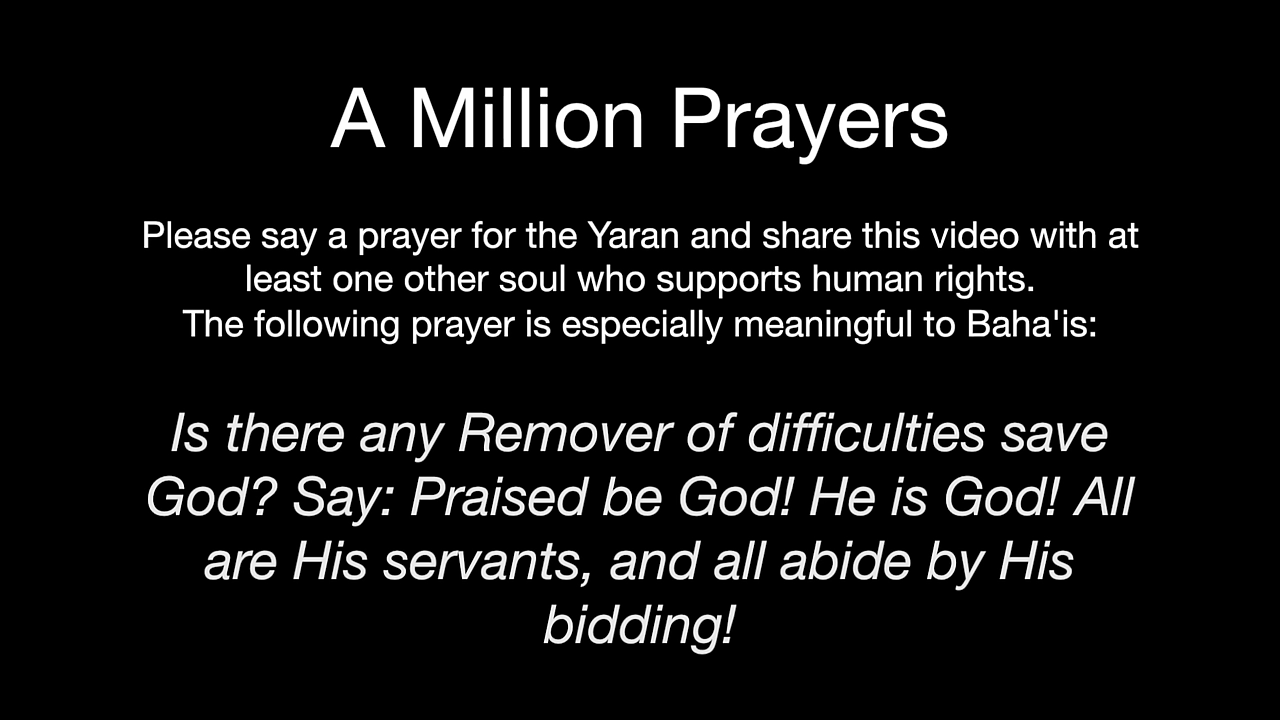 A Million Prayers
Please say a prayer for the Yaran and share this video with at
least one other soul who supports human rights.
The following prayer is especially meaningful to Baha'is:
Is there any Remover of difficulties save
God? Say: Praised be God! He is God! All
are His servants, and all abide by His
bidding!